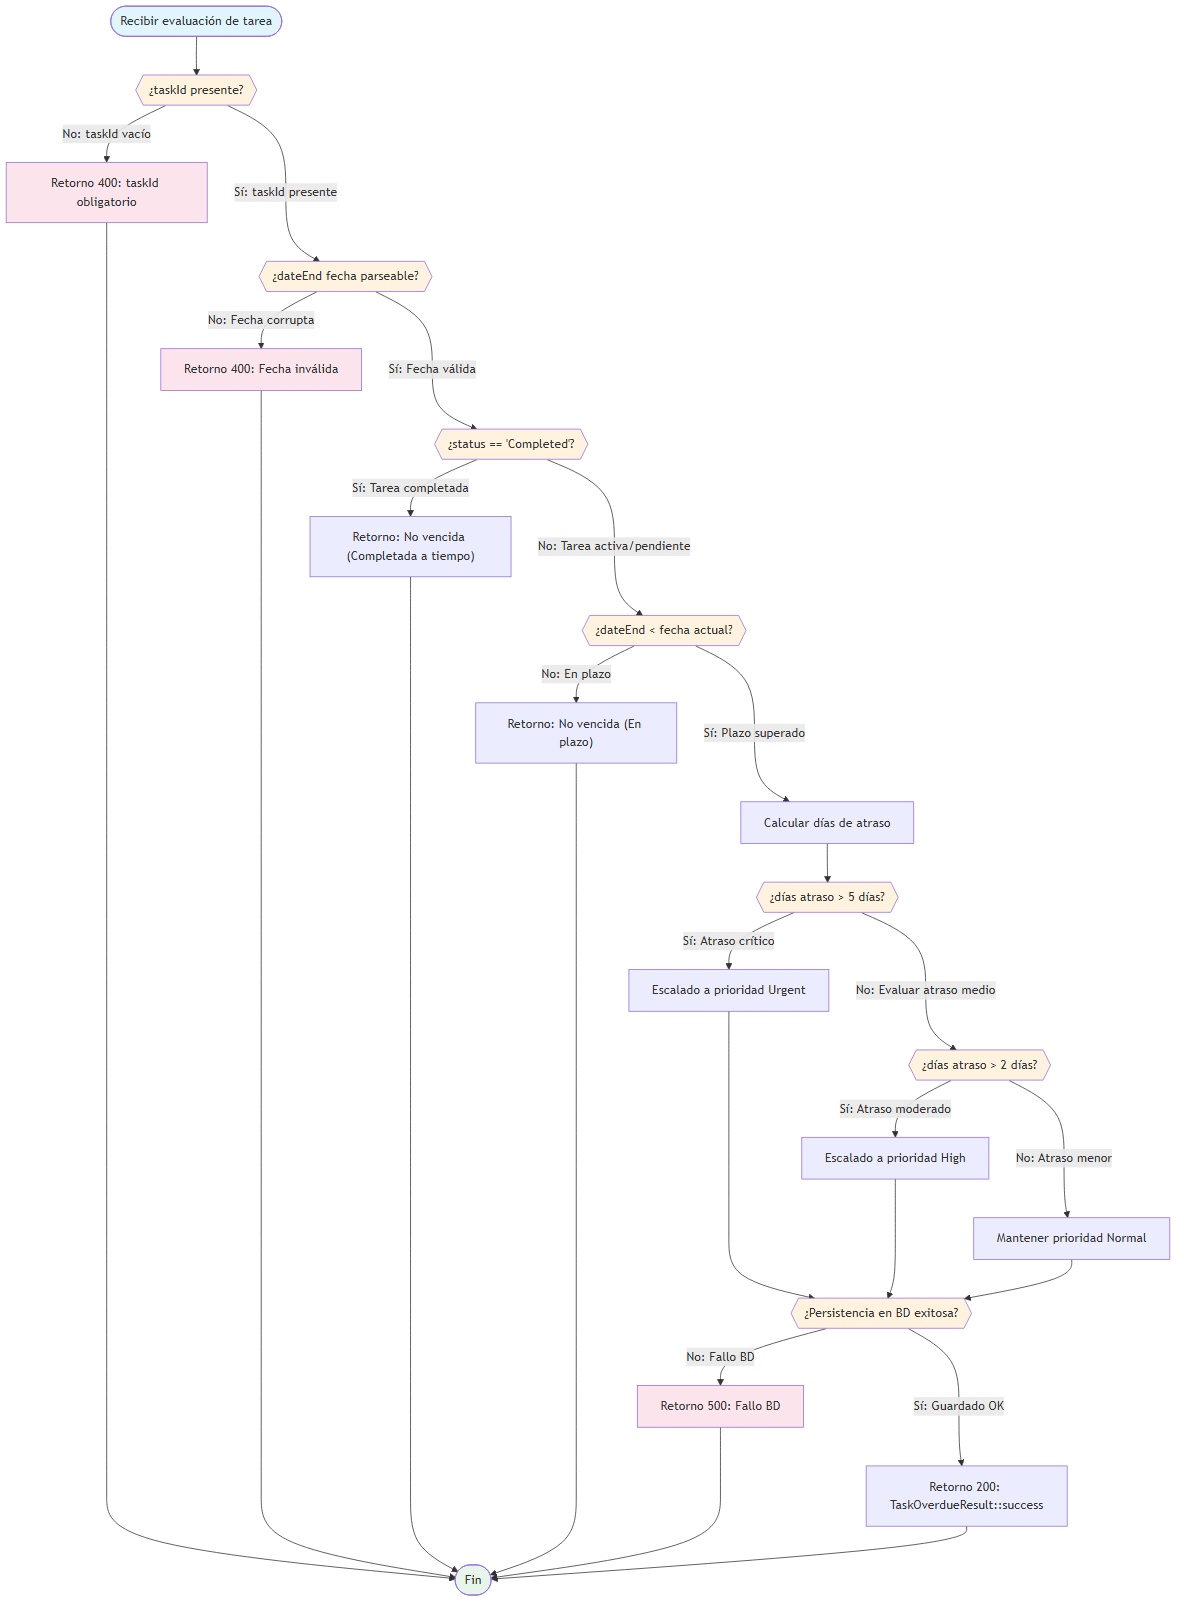 Recibir evaluación de tarea
¿taskId presente?
No: taskId vacío
Retorno 400: taskId
obligatorio
Sí: taskId presente
¿dateEnd fecha parseable?
No: Fecha corrupta
Retorno 400: Fecha inválida
Sí: Fecha válida
¿status == 'Completed'?
Sí: Tarea completada
Retorno: No vencida
(Completada a tiempo)
No: Tarea activa/pendiente
¿dateEnd < fecha actual?
No: En plazo
Retorno: No vencida (En
plazo)
Sí: Plazo superado
Calcular días de atraso
¿días atraso > 5 días?
Sí: Atraso crítico
Escalado a prioridad Urgent
No: Evaluar atraso medio
¿días atraso > 2 días?
Sí: Atraso moderado
Escalado a prioridad High
No: Atraso menor
Mantener prioridad Normal
¿Persistencia en BD exitosa?
No: Fallo BD
Retorno 500: Fallo BD
Sí: Guardado OK
Retorno 200:
TaskOverdueResult::success
Fin